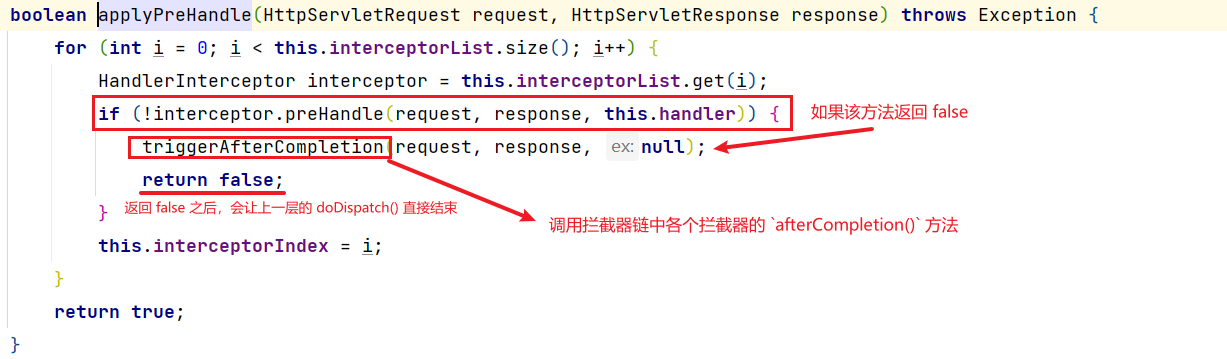 boolean applyPreHandle(HttpServletRequest request, HttpServletResponse response) throws Exception {
for (int i = 0; i < this.interceptorList.size(); i++) {
HandlerInterceptor interceptor = this.interceptorList.get(i);
if (!interceptor.preHandle(request, response, this.handler)) {
如果该方法返回 false
triggerAfterCompletion(request, response, ex: null);
return false;
} 返回 false 之后，会让上一层的 doDispatch() 直接结束
调用拦截器链中各个拦截器的 `afterCompletion()` 方法
this.interceptorIndex = i;
}
return true;
}